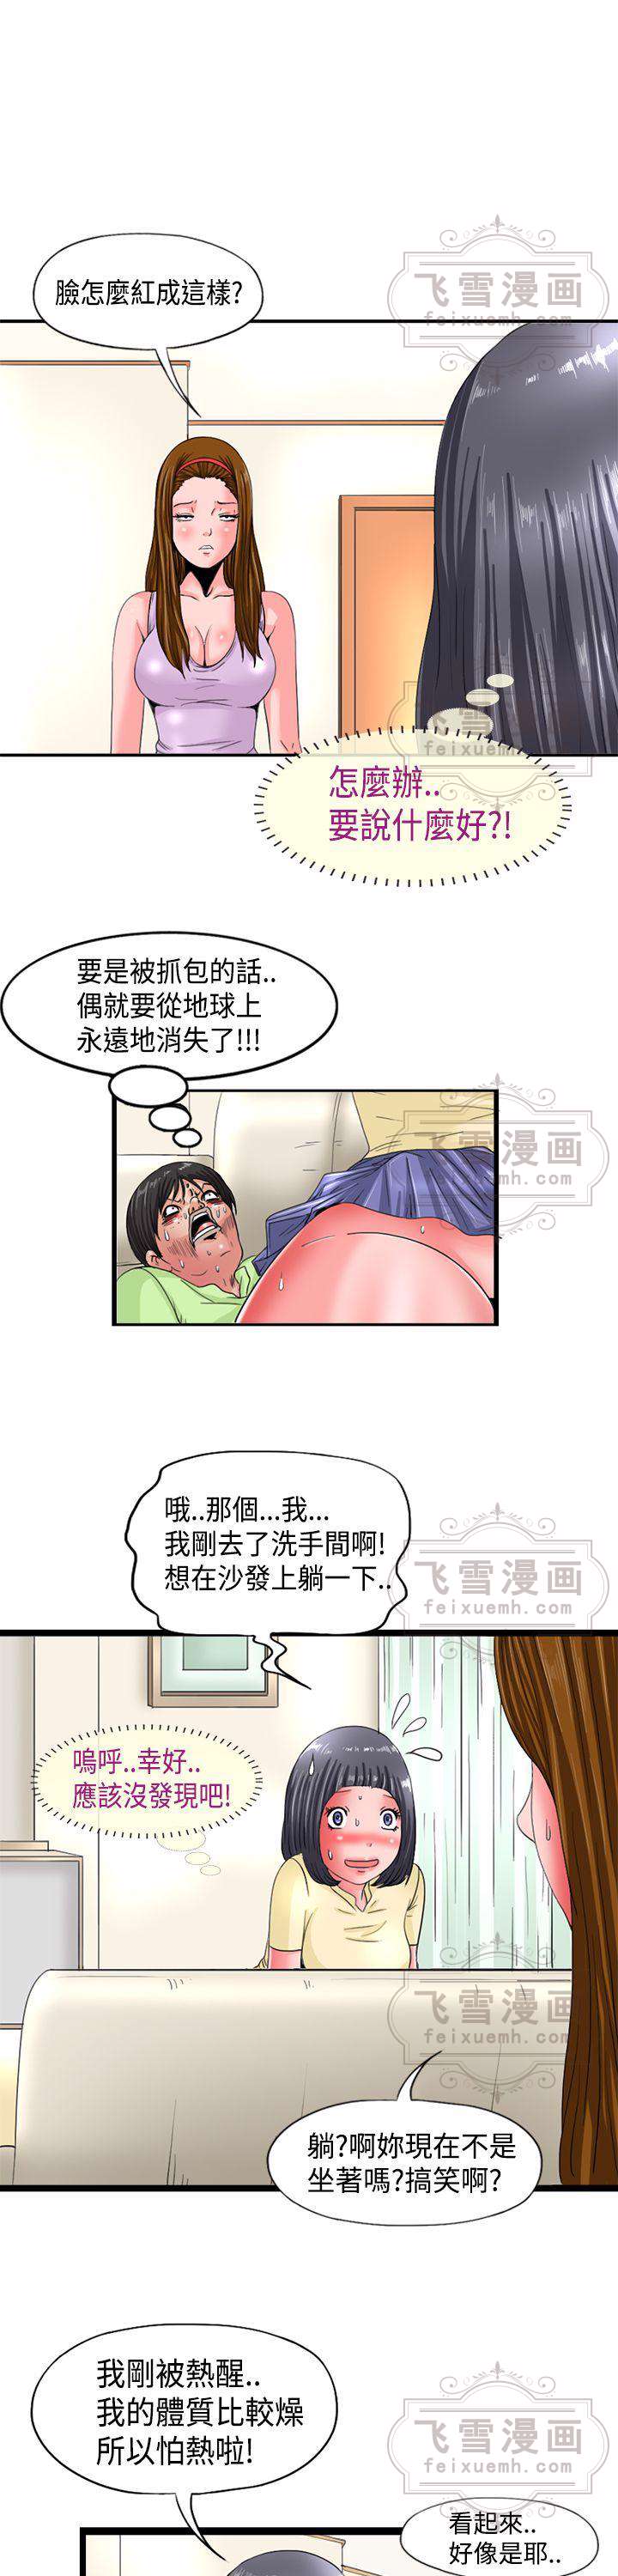 臉怎麼紅成這樣?
飞雪漫画
feixuemh.com
飞雪漫画
feixuemh.com
怎麼辦..
要說什麼好?!
要是被抓包的話..
偶就要從地球上
永遠地消失了!!!
飞雪漫画
feixuemh.com
哦..那個...我...
我剛去了洗手間啊!
想在沙發上躺一下..
飞雪漫画
feixuemh.com
嗚呼..幸好..
應該沒發現吧!
飞雪漫画
feixuemh.com
躺?啊妳現在不是
坐著嗎?搞笑啊?
我剛被熱醒..
我的體質比較燥
所以怕熱啦!
飞雪漫画
feixuemh.com
看起來..
好像是耶..